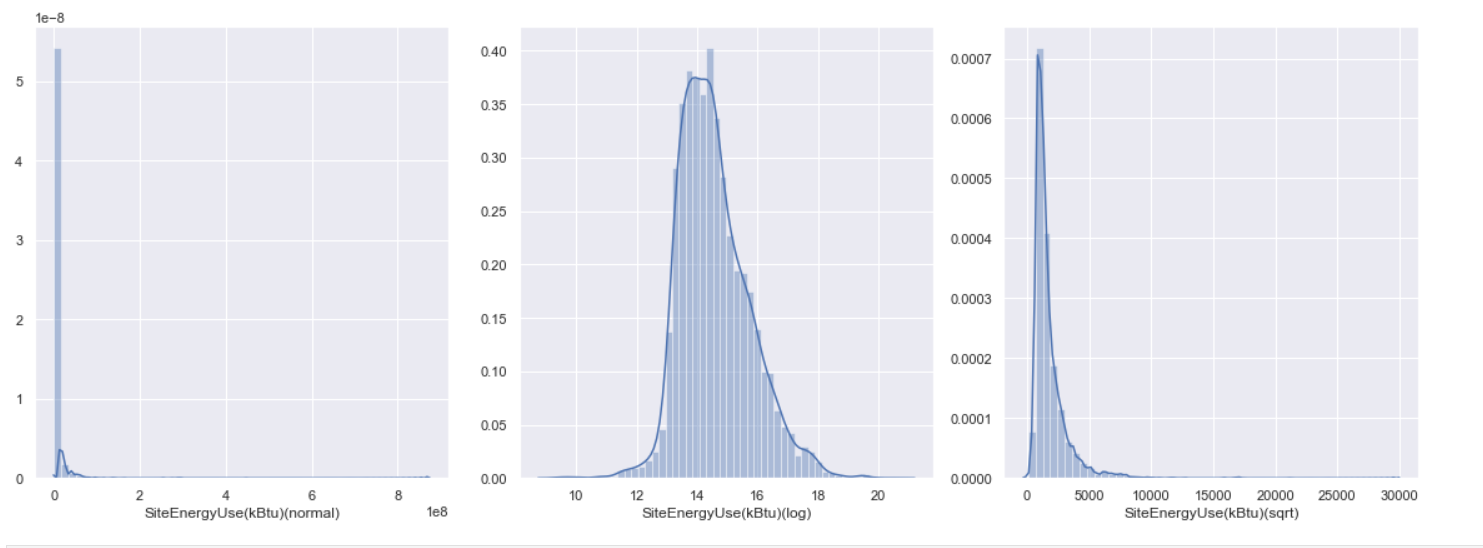 1e−8
5
4
3
2
1
0
0 2 4 6 8
1e8
SiteEnergyUse(kBtu)(normal)
0.40
0.35
0.30
0.25
0.20
0.15
0.10
0.05
0.00
10 12 14 16 18 20
SiteEnergyUse(kBtu)(log)
0.0007
0.0006
0.0005
0.0004
0.0003
0.0002
0.0001
0.0000
0 5000 10000 15000 20000 25000 30000
SiteEnergyUse(kBtu)(sqrt)